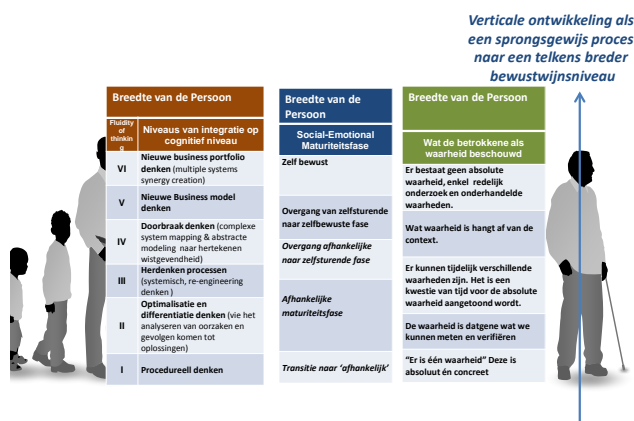 Verticale ontwikkeling als
een sprongsgewijs proces
naar een telkens breder
bewustwijnsniveau
Breedte van de Persoon
Fluidity
of
thinkin
g
Niveaus van integratie op
cognitief niveau
VI
Nieuwe business portfolio
denken (multiple systems
synergy creation)
V
Nieuwe Business model
denken
IV
Doorbraak denken (complexe
system mapping & abstracte
modeling naar hertekenen
wistgevendheid)
III
Herdenken processen
(systemisch, re-engineering
denken )
II
Optimalisatie en
differentiatie denken (vie het
analyseren van oorzaken en
gevolgen komen tot
oplossingen)
I
Procedureell denken
Breedte van de
Persoon
Social-Emotional
Maturiteitsfase
Zelf bewust
Overgang van zelfsturende
naar zelfbewuste fase
Overgang afhankelijke
naar zelfsturende fase
Afhankelijke
maturiteitsfase
Transitie naar ‘afhankelijk’
Breedte van de Persoon
Wat de betrokkene als
waarheid beschouwd
Er bestaat geen absolute
waarheid, enkel redelijk
onderzoek en onderhandelde
waarheden.
Wat waarheid is hangt af van de
context.
Er kunnen tijdelijk verschillende
waarheden zijn. Het is een
kwestie van tijd voor de absolute
waarheid aangetoond wordt.
De waarheid is datgene wat we
kunnen meten en verifiëren
“Er is één waarheid” Deze is
absoluut én concreet